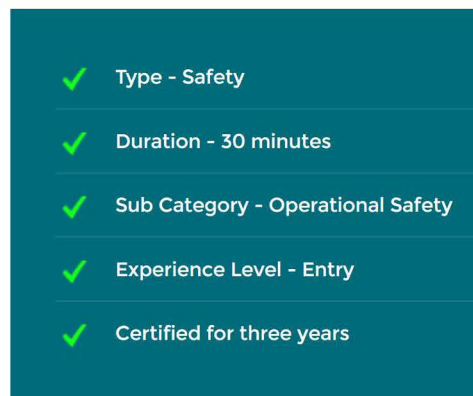 Type - Safety
Duration - 30 minutes
Sub Category - Operational Safety
Experience Level - Entry
Certified for three years